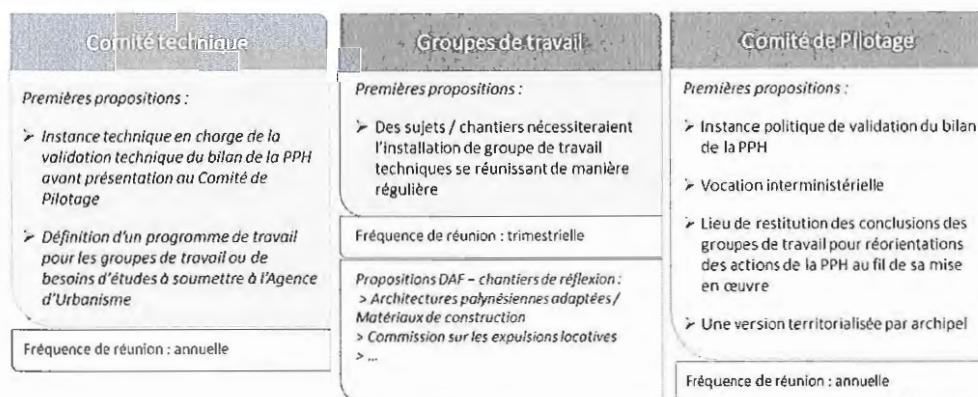 Comité technique
Premières propositions :
➢ Instance technique en charge de la
validation technique du bilan de la PPH
avant présentation au Comité de
Pilotage
➢ Définition d'un programme de travail
pour les groupes de travail ou de
besoins d'études à soumettre à l'Agence
d'Urbanisme
Fréquence de réunion : annuelle
Groupes de travail
Premières propositions :
➢ Des sujets / chantiers nécessiteraient
l'installation de groupe de travail
techniques se réunissant de manière
régulière
Fréquence de réunion : trimestrielle
Propositions DAF – chantiers de réflexion :
> Architectures polynésiennes adaptées /
Matériaux de construction
> Commission sur les expulsions locatives
> ...
Comité de Pilotage
Premières propositions :
➢ Instance politique de validation du bilan
de la PPH
➢ Vocation interministérielle
➢ Lieu de restitution des conclusions des
groupes de travail pour réorientations
des actions de la PPH au fil de sa mise
en œuvre
➢ Une version territorialisée par archipel
Fréquence de réunion : annuelle